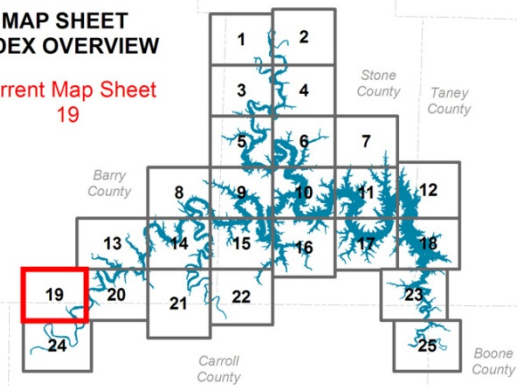 MAP SHEET
DEX OVERVIEW
rrent Map Sheet
19
1 2
3 4
Stone
County
Taney
County
5 6 7
Barry
County
8 9 10 11 12
13 14 15 16 17 18
19 20 21 22 23
24 25
Carroll
County
Boone
County